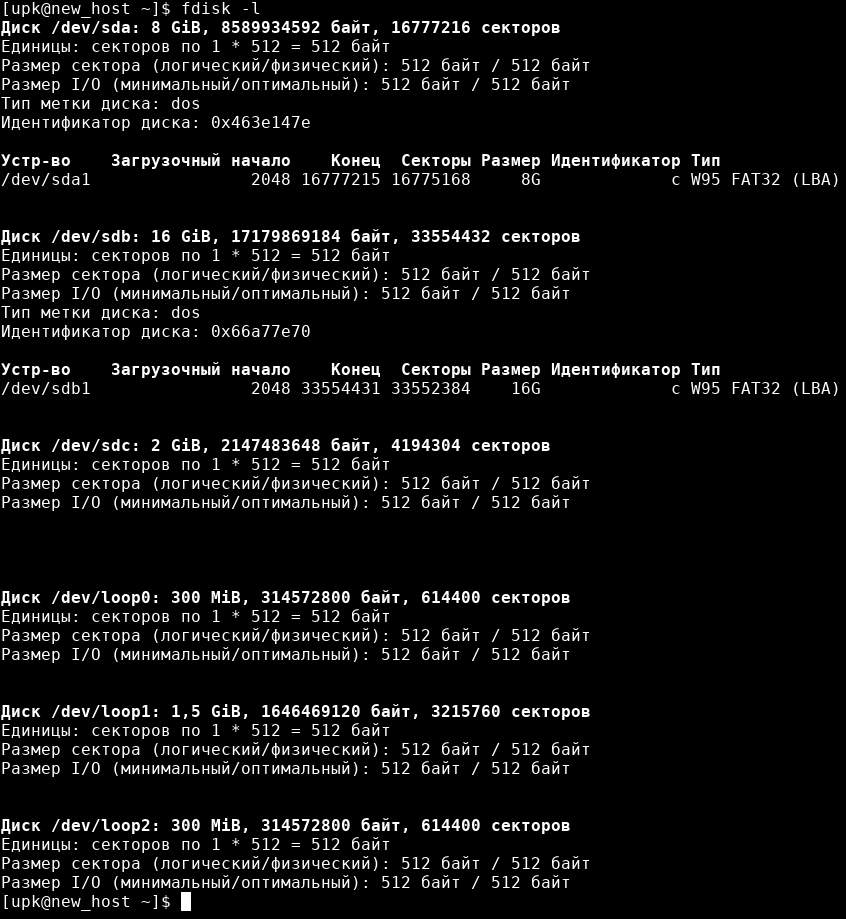 [upk@new_host ~]$ fdisk -l
Диск /dev/sda: 8 GiB, 8589934592 байт, 16777216 секторов
Единицы: секторов по 1 * 512 = 512 байт
Размер сектора (логический/физический): 512 байт / 512 байт
Размер I/O (минимальный/оптимальный): 512 байт / 512 байт
Тип метки диска: dos
Идентификатор диска: 0x463e147e
Устр-во    Загрузочный начало    Конец  Секторы Размер Идентификатор Тип
/dev/sda1                2048 16777215 16775168     8G             c W95 FAT32 (LBA)
Диск /dev/sdb: 16 GiB, 17179869184 байт, 33554432 секторов
Единицы: секторов по 1 * 512 = 512 байт
Размер сектора (логический/физический): 512 байт / 512 байт
Размер I/O (минимальный/оптимальный): 512 байт / 512 байт
Тип метки диска: dos
Идентификатор диска: 0x66a77e70
Устр-во    Загрузочный начало    Конец  Секторы Размер Идентификатор Тип
/dev/sdb1                2048 33554431 33552384    16G             c W95 FAT32 (LBA)
Диск /dev/sdc: 2 GiB, 2147483648 байт, 4194304 секторов
Единицы: секторов по 1 * 512 = 512 байт
Размер сектора (логический/физический): 512 байт / 512 байт
Размер I/O (минимальный/оптимальный): 512 байт / 512 байт
Диск /dev/loop0: 300 MiB, 314572800 байт, 614400 секторов
Единицы: секторов по 1 * 512 = 512 байт
Размер сектора (логический/физический): 512 байт / 512 байт
Размер I/O (минимальный/оптимальный): 512 байт / 512 байт
Диск /dev/loop1: 1,5 GiB, 1646469120 байт, 3215760 секторов
Единицы: секторов по 1 * 512 = 512 байт
Размер сектора (логический/физический): 512 байт / 512 байт
Размер I/O (минимальный/оптимальный): 512 байт / 512 байт
Диск /dev/loop2: 300 MiB, 314572800 байт, 614400 секторов
Единицы: секторов по 1 * 512 = 512 байт
Размер сектора (логический/физический): 512 байт / 512 байт
Размер I/O (минимальный/оптимальный): 512 байт / 512 байт
[upk@new_host ~]$